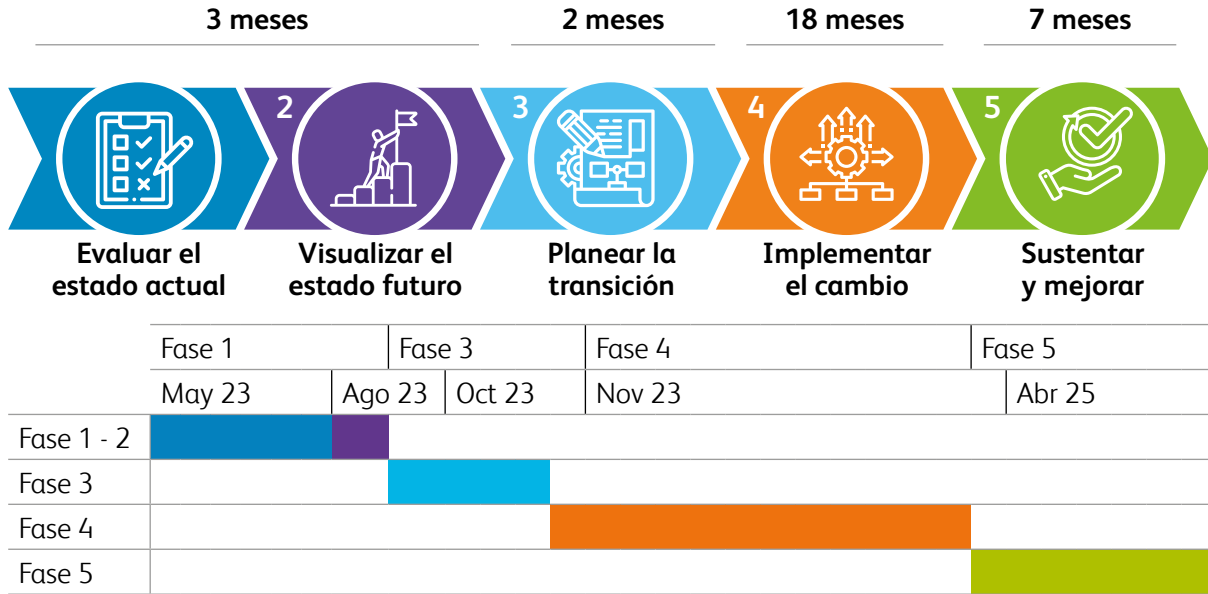 3 meses
2 meses
18 meses
7 meses
2
3
4
5
Evaluar el
estado actual
Visualizar el
estado futuro
Planear la
transición
Implementar
el cambio
Sustentar
y mejorar
Fase 1
Fase 3
Fase 4
Fase 5
May 23
Ago 23
Oct 23
Nov 23
Abr 25
Fase 1 - 2
Fase 3
Fase 4
Fase 5